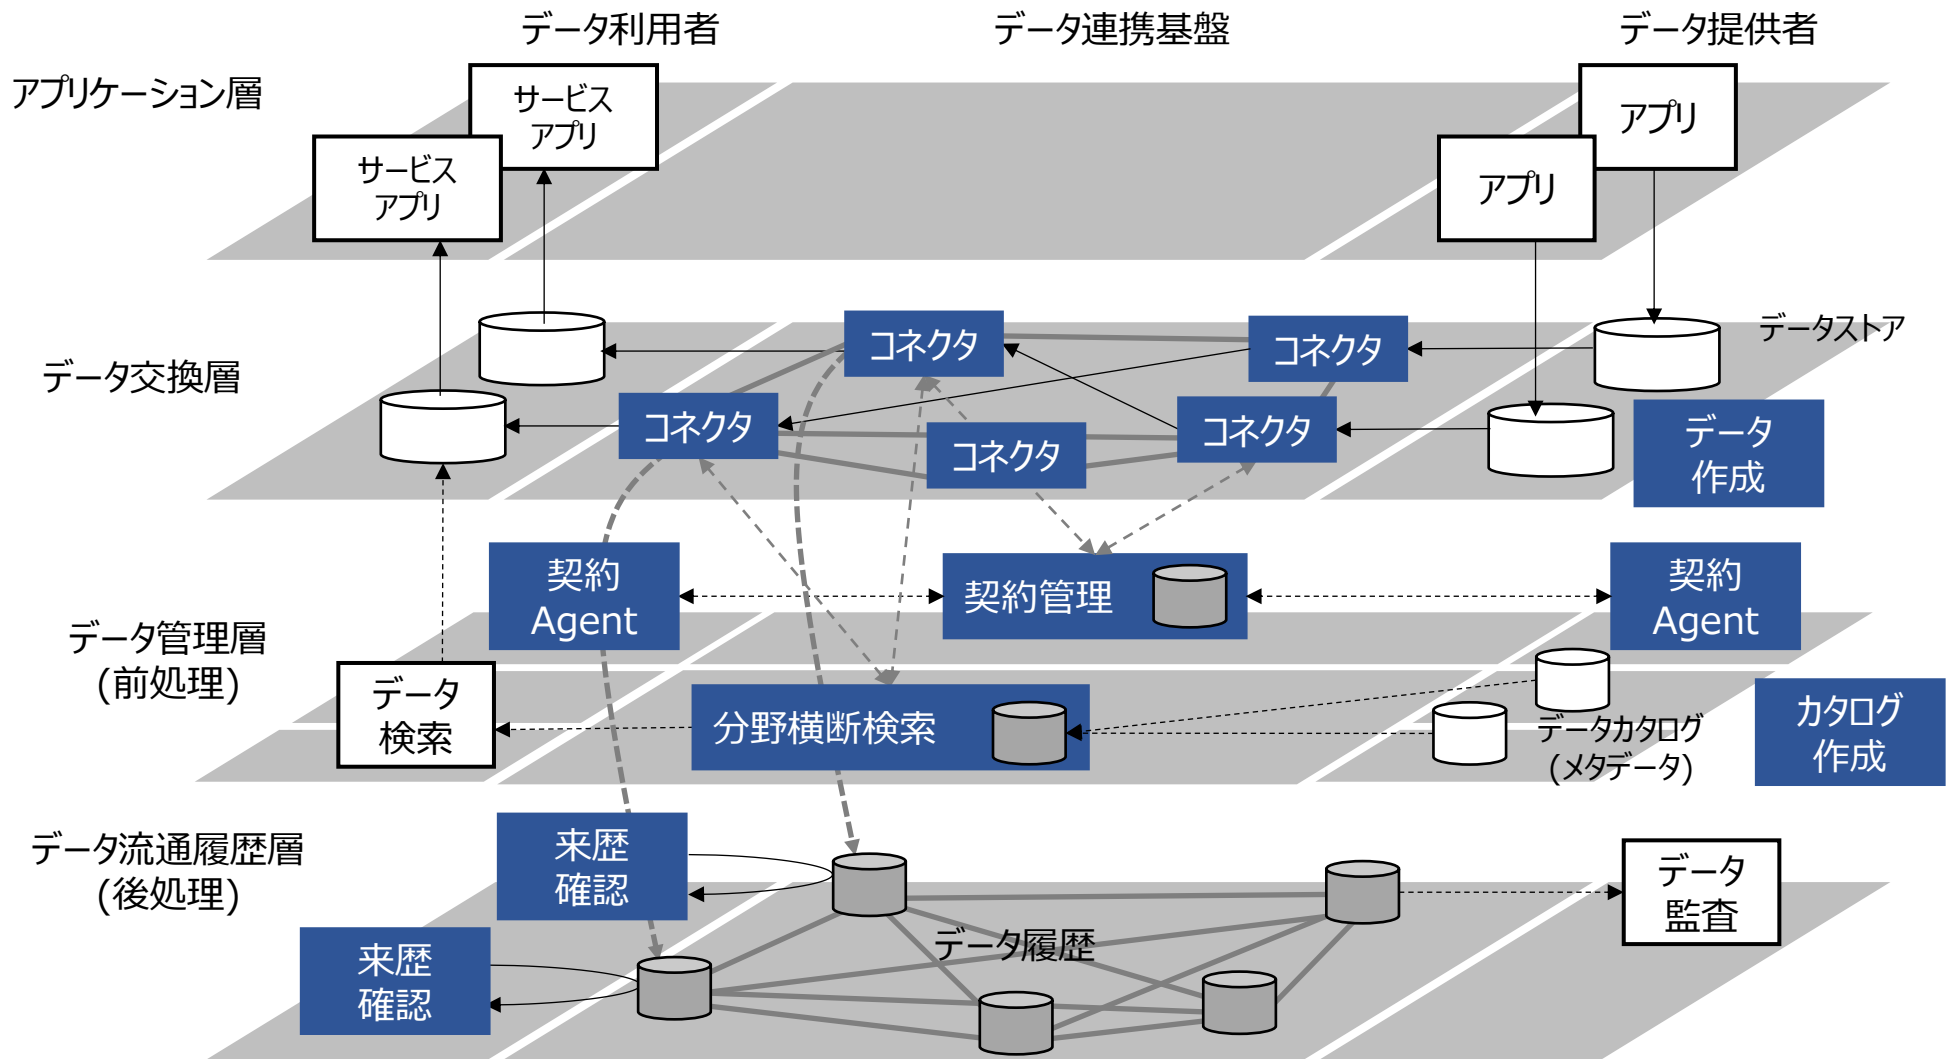 データ利用者
データ連携基盤
データ提供者
アプリケーション層
サービス
アプリ
サービス
アプリ
アプリ
アプリ
データ交換層
コネクタ
コネクタ
コネクタ
コネクタ
コネクタ
データストア
データ
作成
データ管理層
(前処理)
契約
Agent
契約管理
契約
Agent
データ
検索
分野横断検索
データカタログ
(メタデータ)
カタログ
作成
データ流通履歴層
(後処理)
来歴
確認
来歴
確認
データ履歴
データ
監査